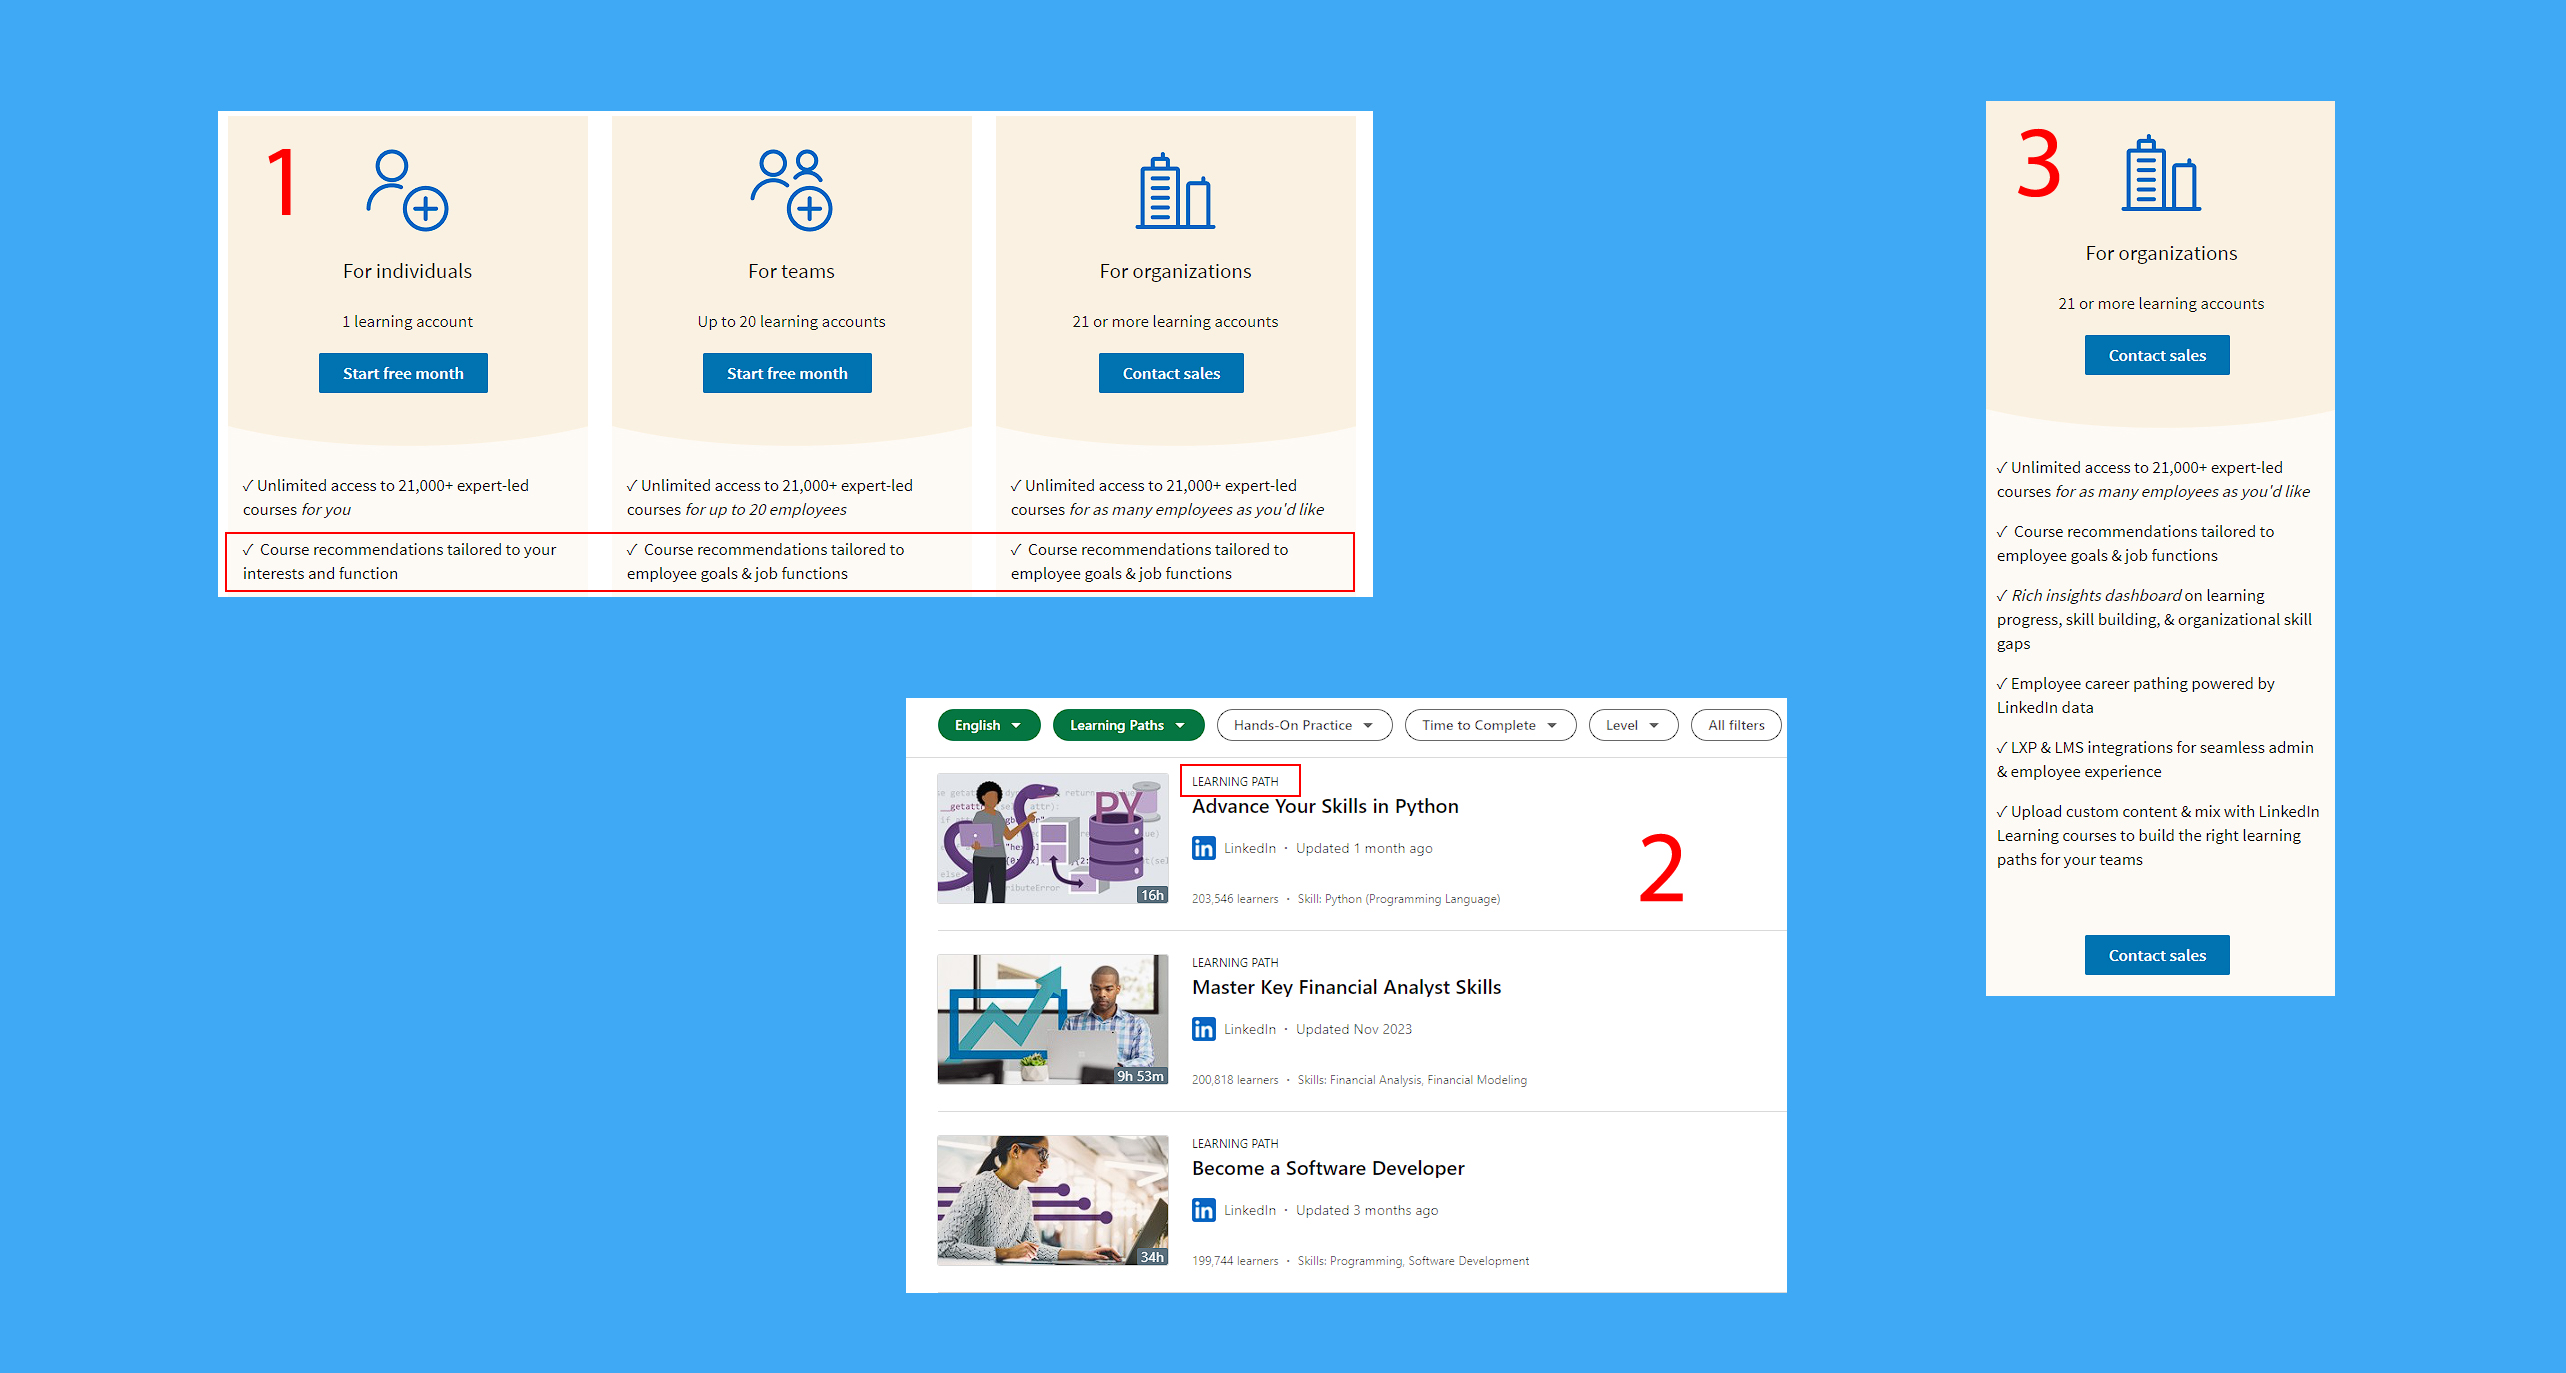 1
For individuals
1 learning account
Start free month
✓ Unlimited access to 21,000+ expert-led
courses for you
✓ Course recommendations tailored to your
interests and function
For teams
Up to 20 learning accounts
Start free month
✓ Unlimited access to 21,000+ expert-led
courses for up to 20 employees
✓ Course recommendations tailored to
employee goals & job functions
For organizations
21 or more learning accounts
Contact sales
✓ Unlimited access to 21,000+ expert-led
courses for as many employees as you'd like
✓ Course recommendations tailored to
employee goals & job functions
English
Learning Paths
Hands-On Practice
Time to Complete
Level
All filters
PY
16h
LEARNING PATH
Advance Your Skills in Python
in LinkedIn · Updated 1 month ago
203,546 learners · Skill: Python (Programming Language)
2
9h 53m
LEARNING PATH
Master Key Financial Analyst Skills
in LinkedIn · Updated Nov 2023
200,818 learners · Skills: Financial Analysis, Financial Modeling
34h
LEARNING PATH
Become a Software Developer
in LinkedIn · Updated 3 months ago
199,744 learners · Skills: Programming, Software Development
3
For organizations
21 or more learning accounts
Contact sales
✓ Unlimited access to 21,000+ expert-led
courses for as many employees as you'd like
✓ Course recommendations tailored to
employee goals & job functions
✓ Rich insights dashboard on learning
progress, skill building, & organizational skill
gaps
✓ Employee career pathing powered by
LinkedIn data
✓ LXP & LMS integrations for seamless admin
& employee experience
✓ Upload custom content & mix with LinkedIn
Learning courses to build the right learning
paths for your teams
Contact sales